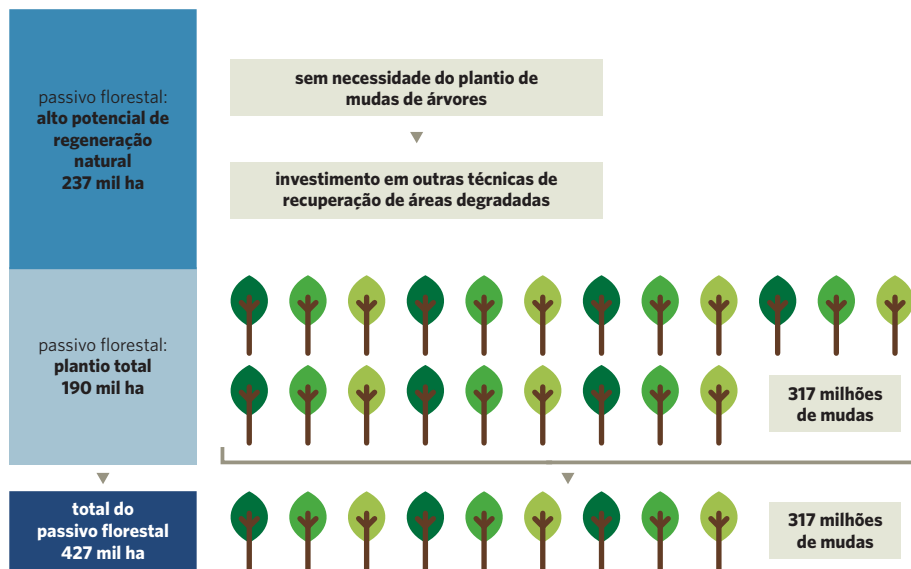 passivo florestal:
alto potencial de
regeneração
natural
237 mil ha
sem necessidade do plantio de
mudas de árvores
investimento em outras técnicas de
recuperação de áreas degradadas
passivo florestal:
plantio total
190 mil ha
317 milhões
de mudas
total do
passivo florestal
427 mil ha
317 milhões
de mudas